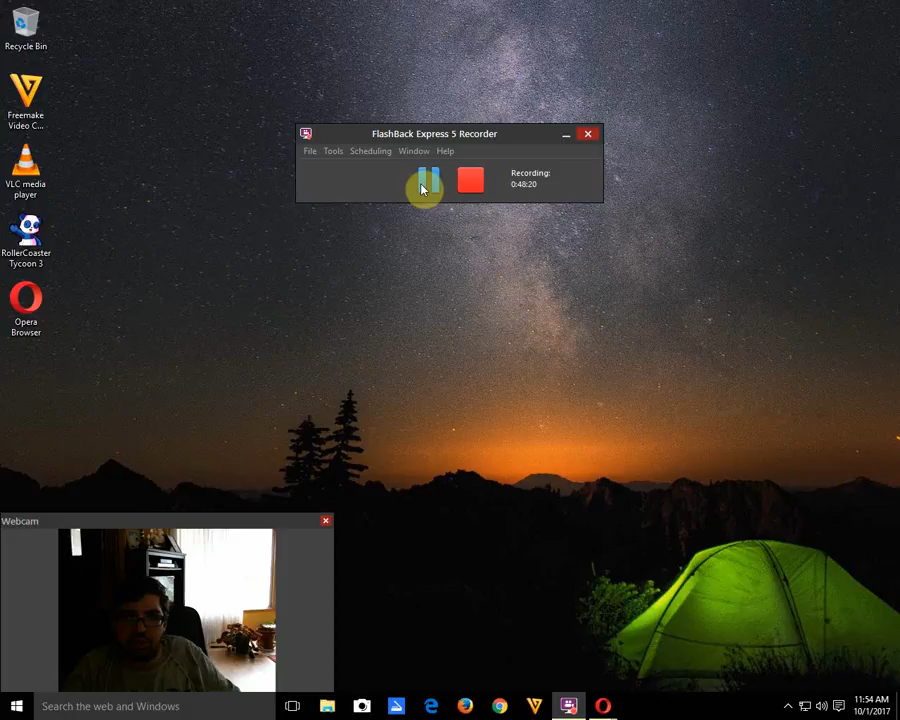 Recycle Bin
Freemake
Video C...
VLC media
player
RollerCoaster
Tycoon 3
Opera
Browser
FlashBack Express 5 Recorder
File Tools Scheduling Window Help
Recording:
0:48:20
Webcam
Search the web and Windows
11:54 AM
10/1/2017